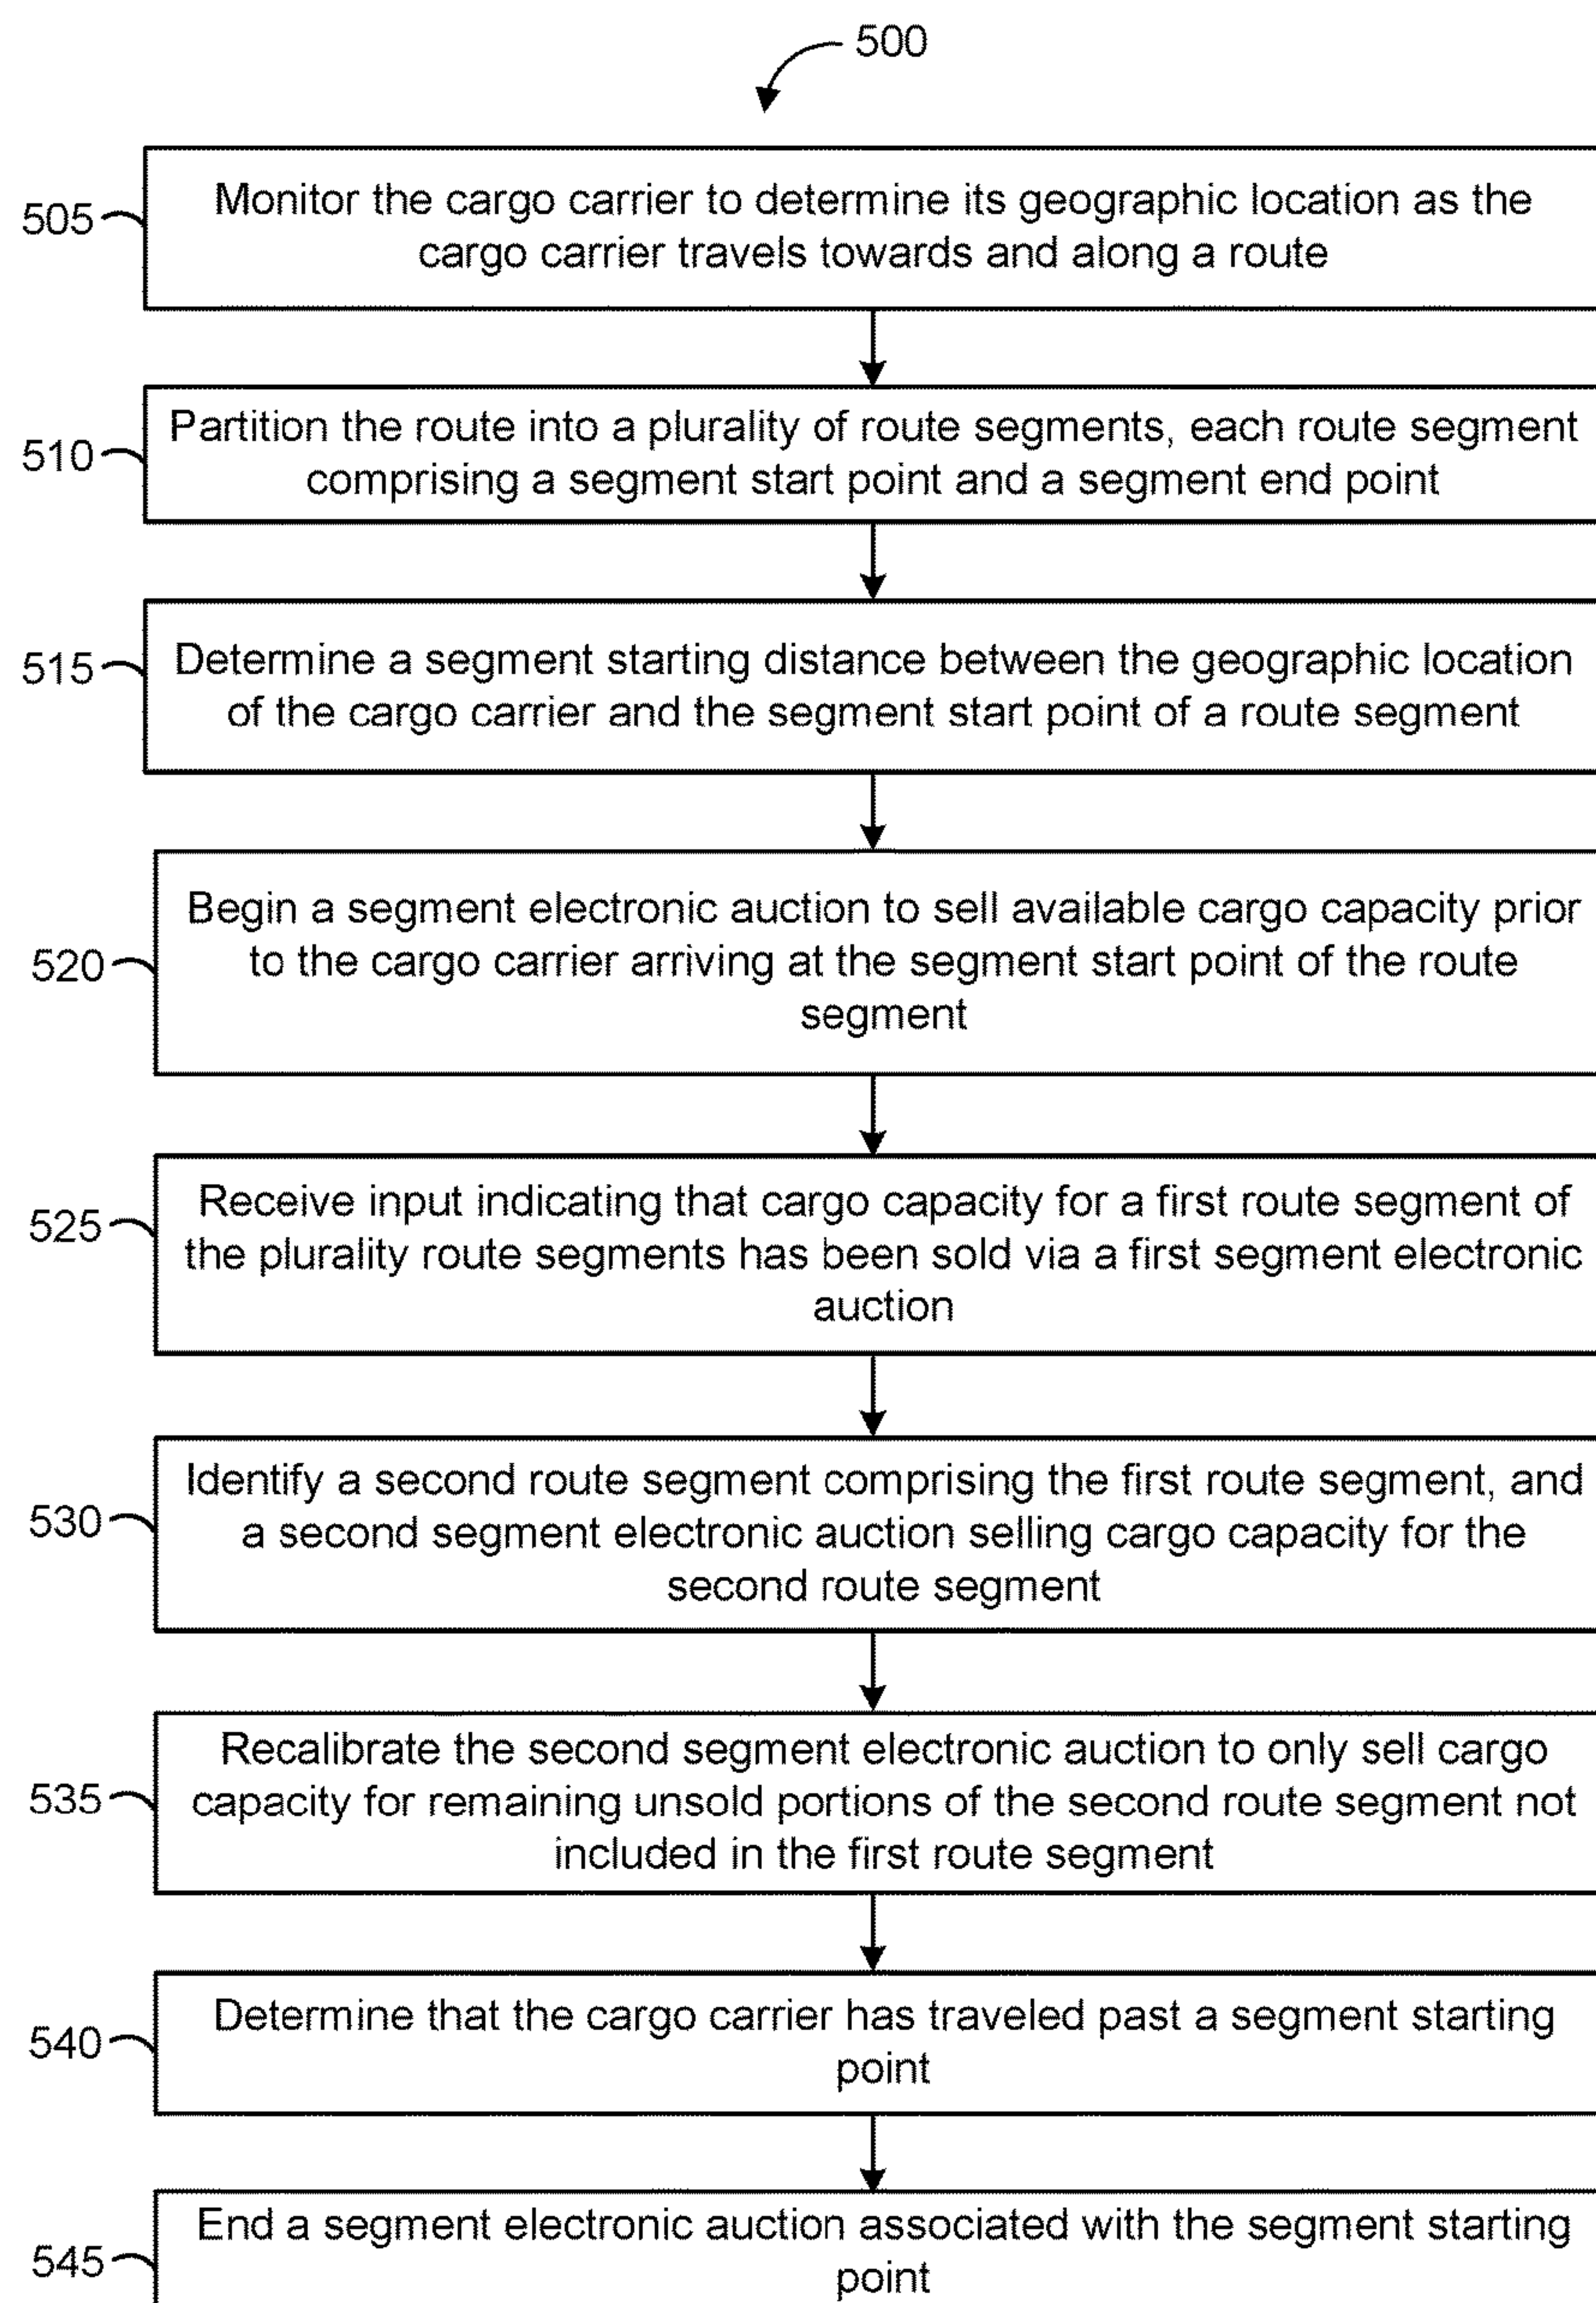 500
505
Monitor the cargo carrier to determine its geographic location as the
cargo carrier travels towards and along a route
510
Partition the route into a plurality of route segments, each route segment
comprising a segment start point and a segment end point
515
Determine a segment starting distance between the geographic location
of the cargo carrier and the segment start point of a route segment
520
Begin a segment electronic auction to sell available cargo capacity prior
to the cargo carrier arriving at the segment start point of the route
segment
525
Receive input indicating that cargo capacity for a first route segment of
the plurality route segments has been sold via a first segment electronic
auction
530
Identify a second route segment comprising the first route segment, and
a second segment electronic auction selling cargo capacity for the
second route segment
535
Recalibrate the second segment electronic auction to only sell cargo
capacity for remaining unsold portions of the second route segment not
included in the first route segment
540
Determine that the cargo carrier has traveled past a segment starting
point
545
End a segment electronic auction associated with the segment starting
point